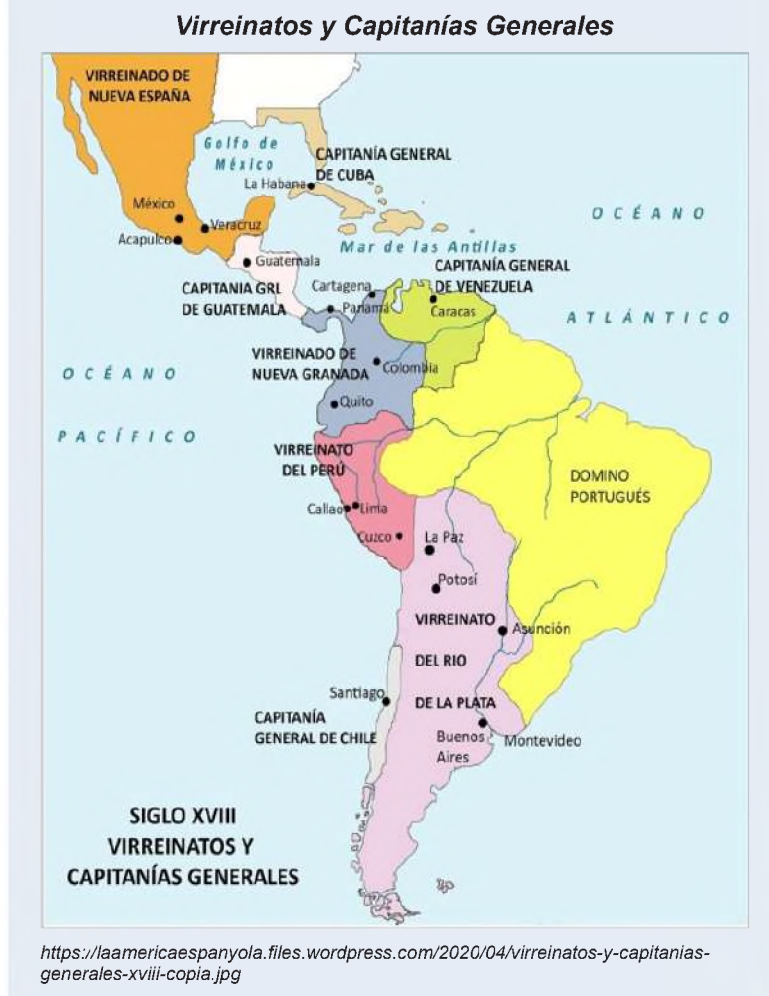 Virreinatos y Capitanías Generales
VIRREINADO DE
NUEVA ESPAÑA
Golfo de
México
CAPITANÍA GENERAL
DE CUBA
La Habana
México
Veracruz
Acapulco
OCÉANO
Mar de las Antillas
Guatemala
CAPITANÍA GENERAL
DE VENEZUELA
CAPITANIA GRL
DE GUATEMALA
Cartagena
Panamá
Caracas
ATLÁNTICO
VIRREINADO DE
NUEVA GRANADA
Colombia
OCÉANO
Quito
PACÍFICO
VIRREINATO
DEL PERÚ
DOMINO
PORTUGUÉS
Callao
Lima
Cuzco
La Paz
Potosí
VIRREINATO
Asunción
DEL RIO
Santiago
DE LA PLATA
CAPITANÍA
GENERAL DE CHILE
Buenos
Aires
Montevideo
SIGLO XVIII
VIRREINATOS Y
CAPITANÍAS GENERALES
https://laamericaespanyola.files.wordpress.com/2020/04/virreinatos-y-capitanias-
generales-xviii-copia.jpg